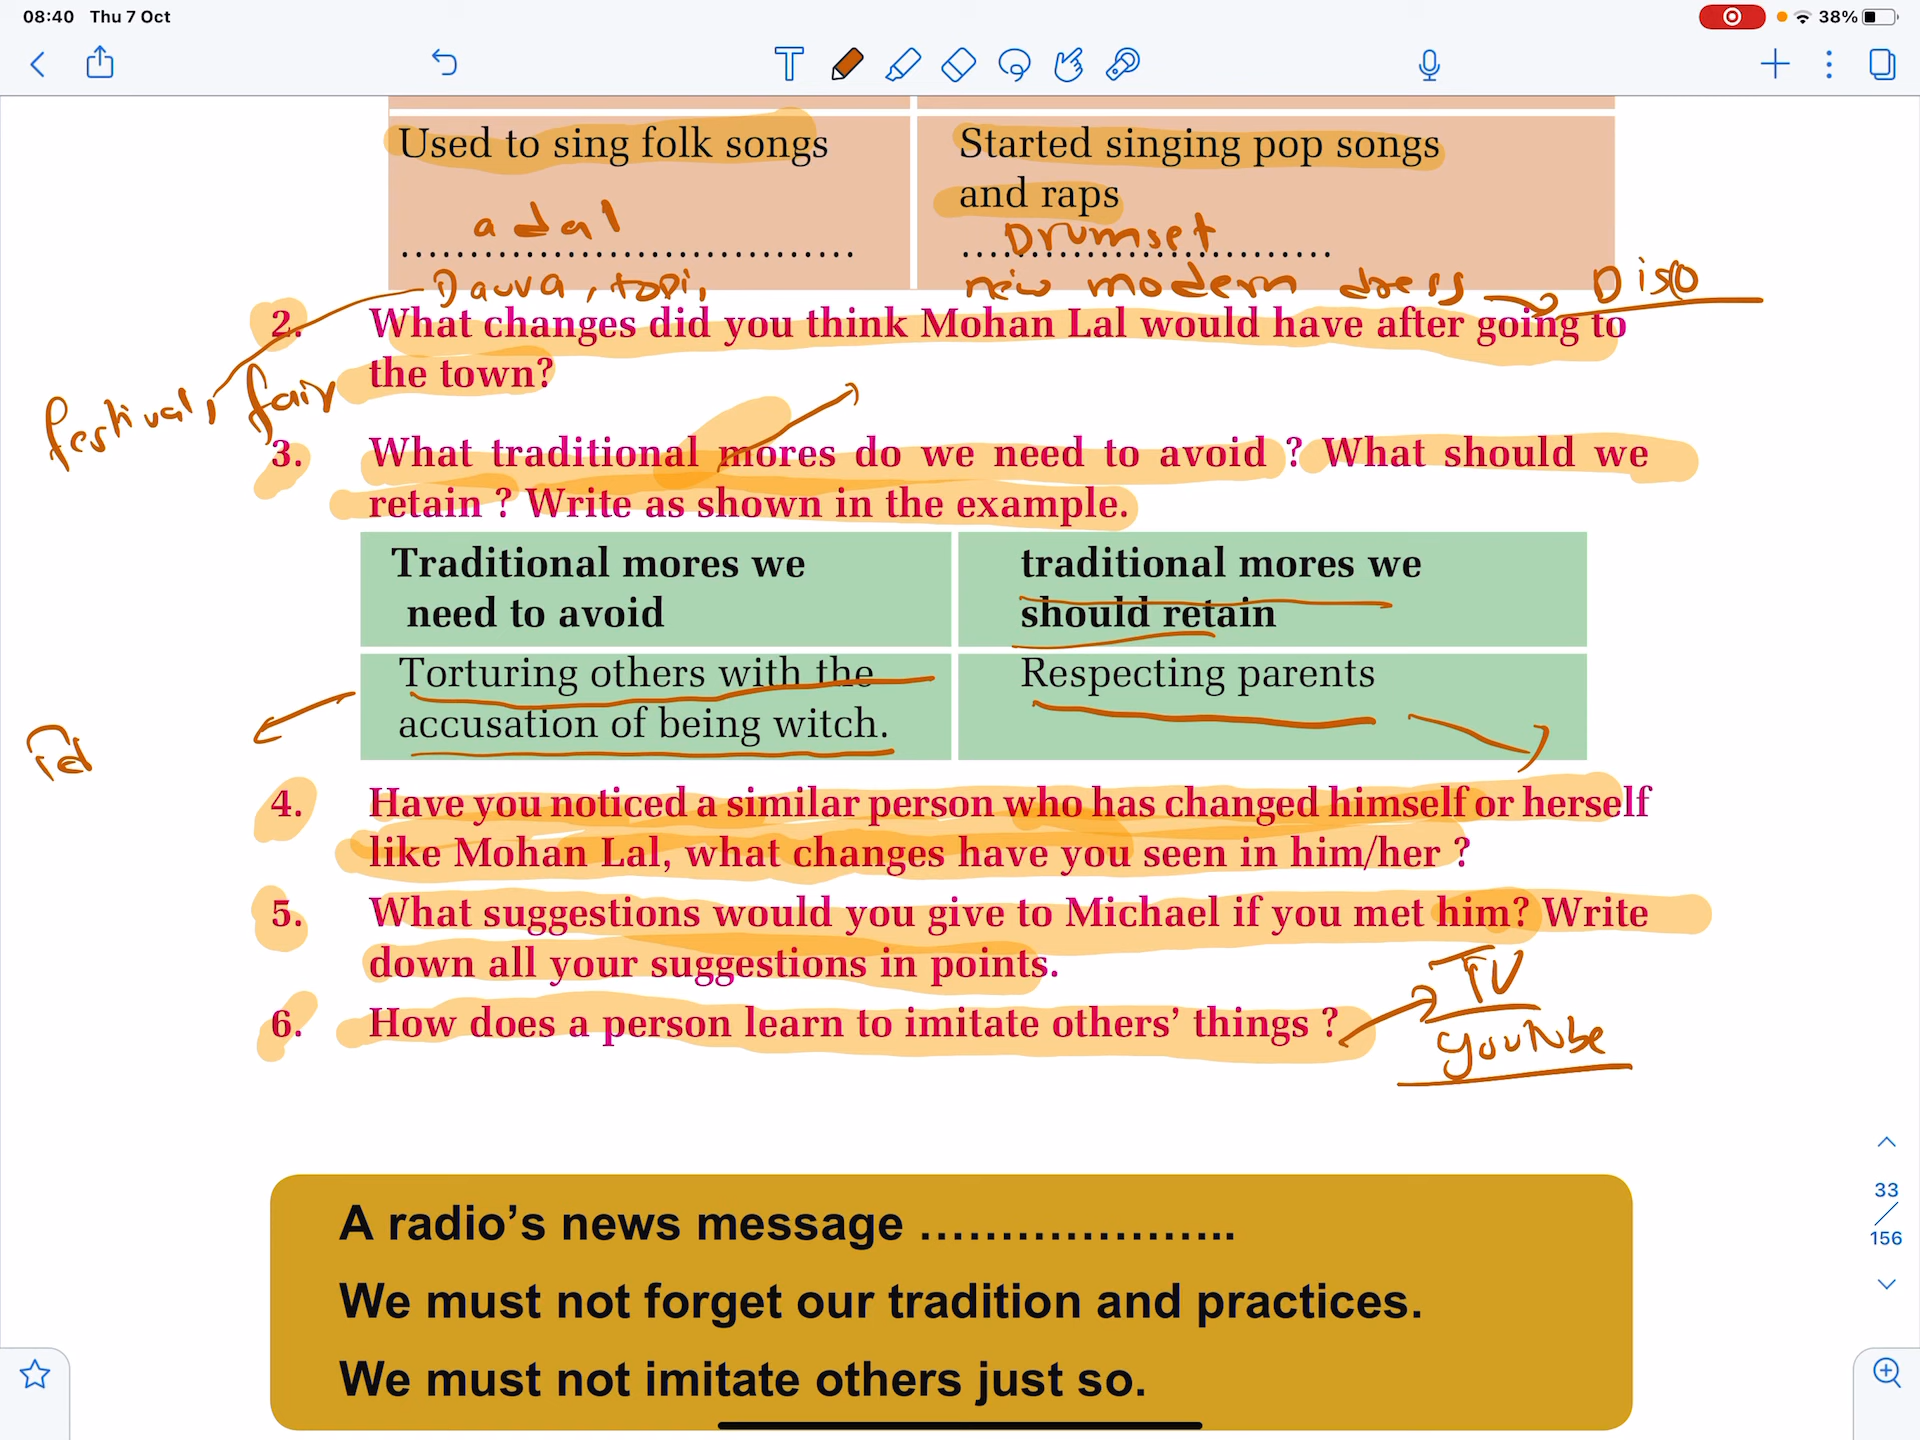 08:40 Thu 7 Oct
38%
Used to sing folk songs
Started singing pop songs
and raps
adal
Drumset
Dauva, topi,
new modern dress
Diso
2. What changes did you think Mohan Lal would have after going to
the town?
festival, fair
3. What traditional mores do we need to avoid ? What should we
retain ? Write as shown in the example.
Traditional mores we
need to avoid
traditional mores we
should retain
Torturing others with the
accusation of being witch.
Respecting parents
4. Have you noticed a similar person who has changed himself or herself
like Mohan Lal, what changes have you seen in him/her ?
5. What suggestions would you give to Michael if you met him? Write
down all your suggestions in points.
TV
6. How does a person learn to imitate others' things ?
youtube
33
156
A radio's news message ......................
We must not forget our tradition and practices.
We must not imitate others just so.